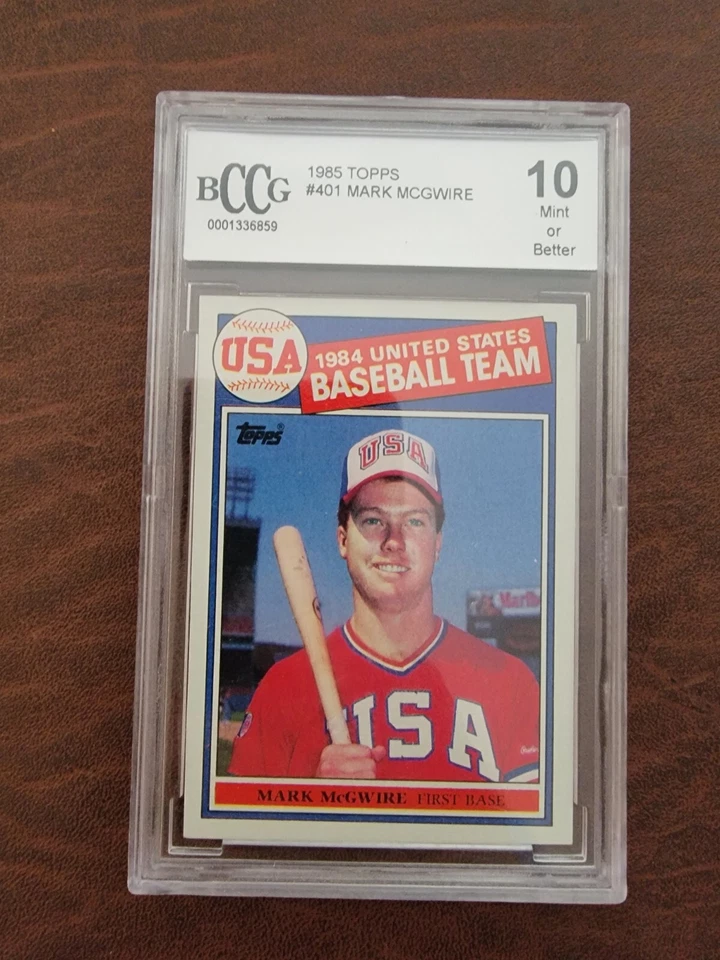 BCCG
0001336859
1985 TOPPS
#401 MARK MCGWIRE
10
Mint
or
Better
USA
1984 UNITED STATES
BASEBALL TEAM
TOPPS®
USA
Marlb
USA
MARK McGWIRE FIRST BASE